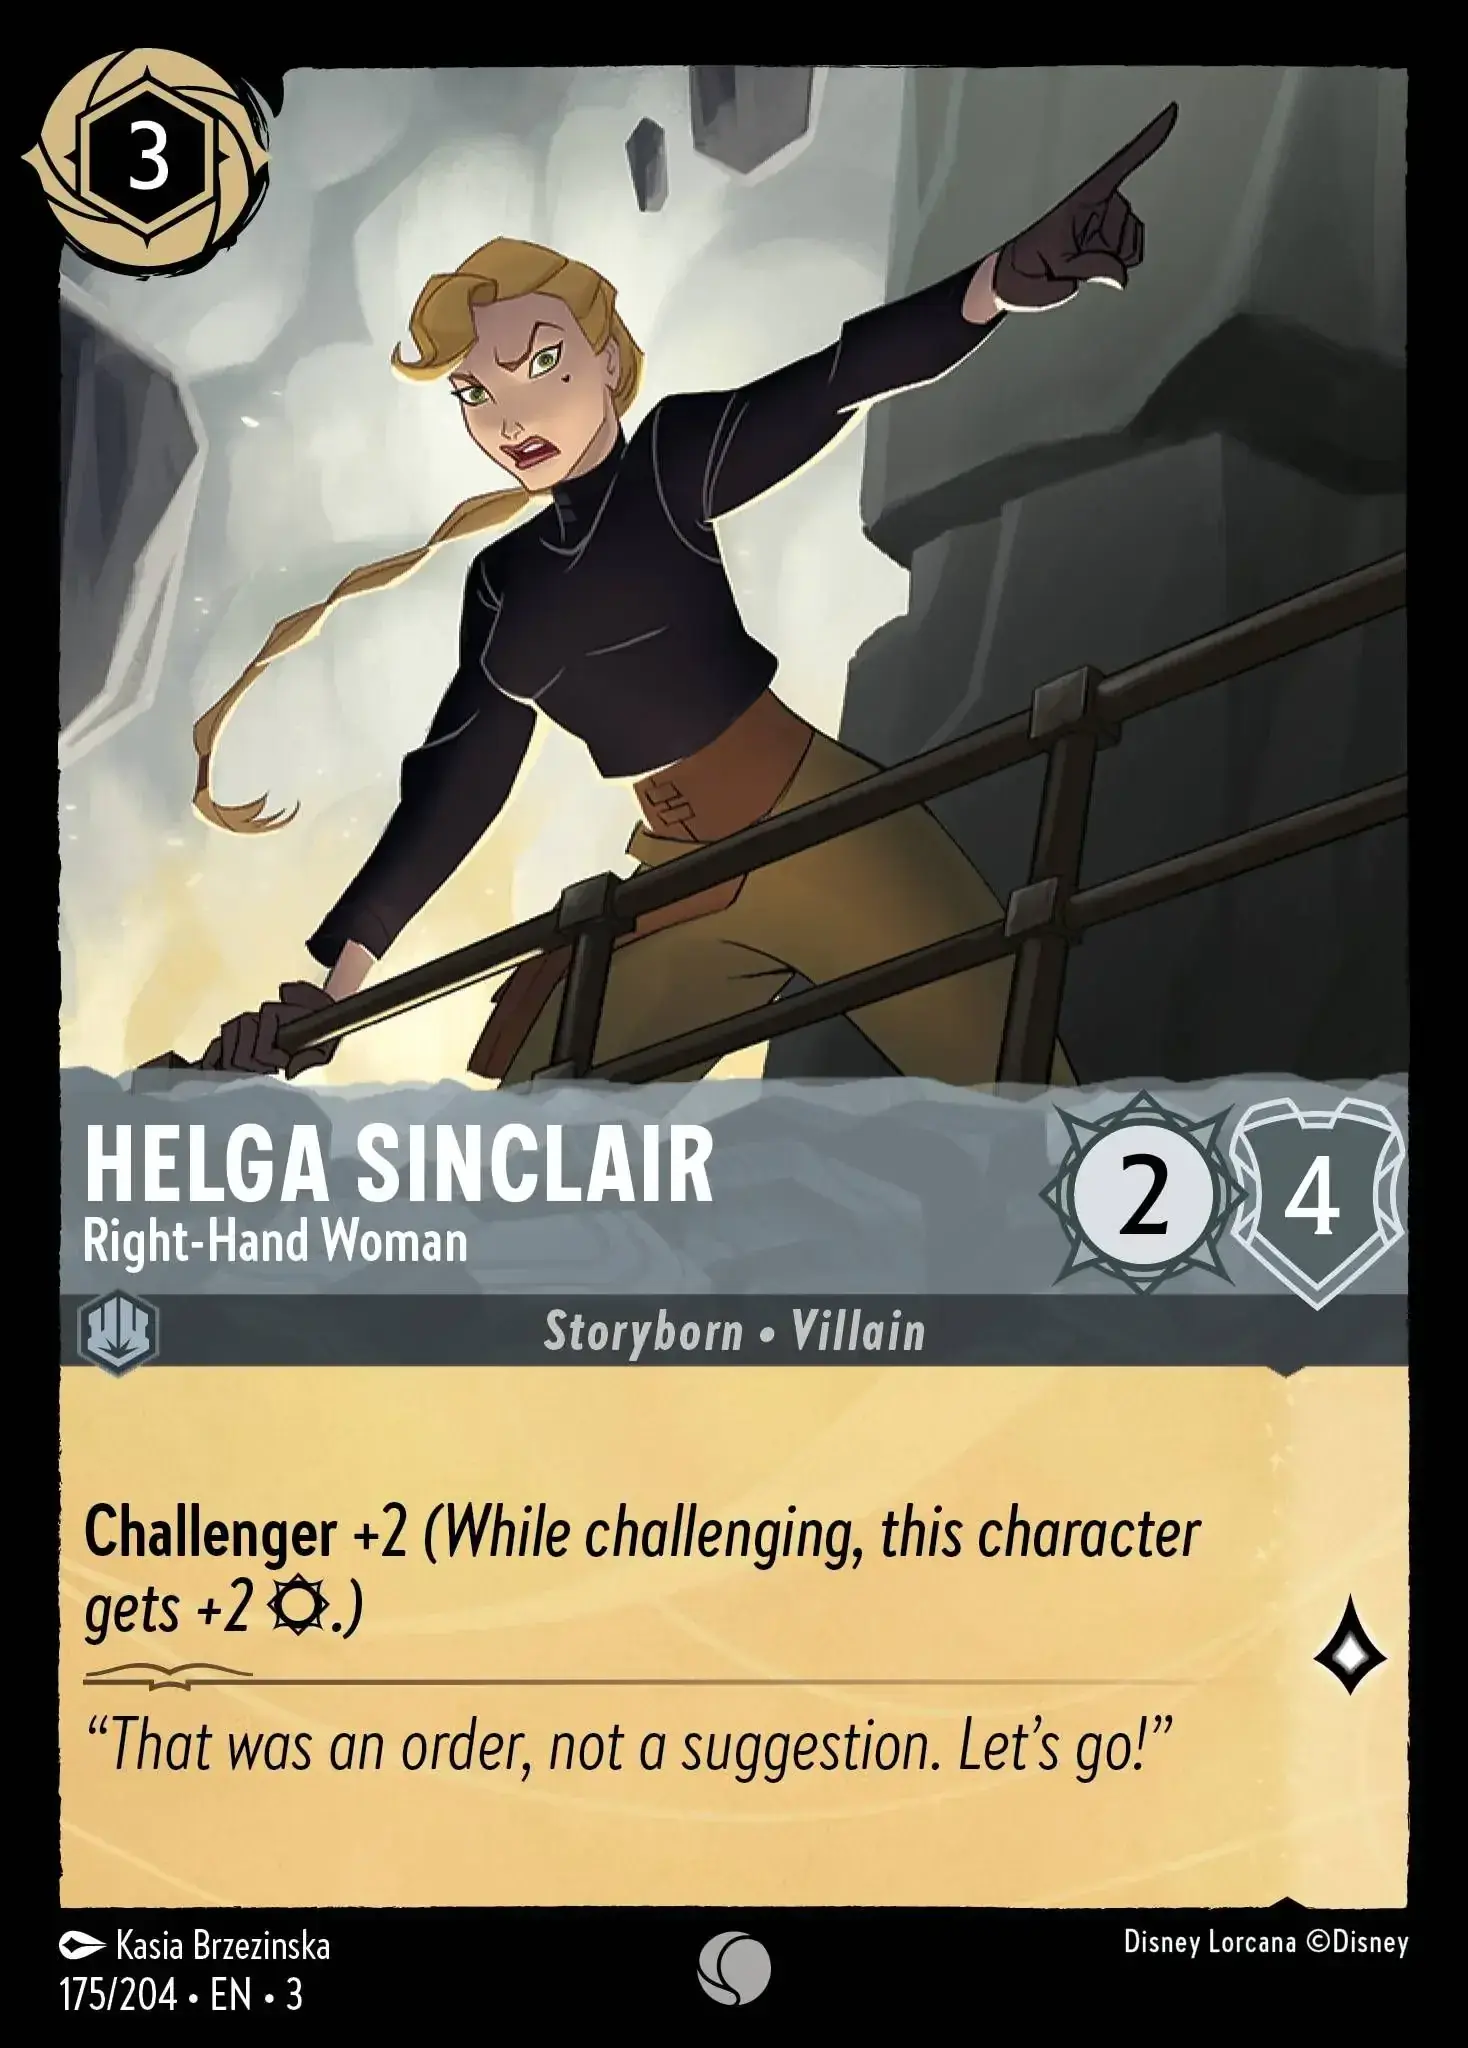 3
HELGA SINCLAIR
Right-Hand Woman
2
4
Storyborn • Villain
Challenger +2 (While challenging, this character
gets +2 .)
“That was an order, not a suggestion. Let’s go!”
Kasia Brzezinska
Disney Lorcana ©Disney
175/204 • EN • 3